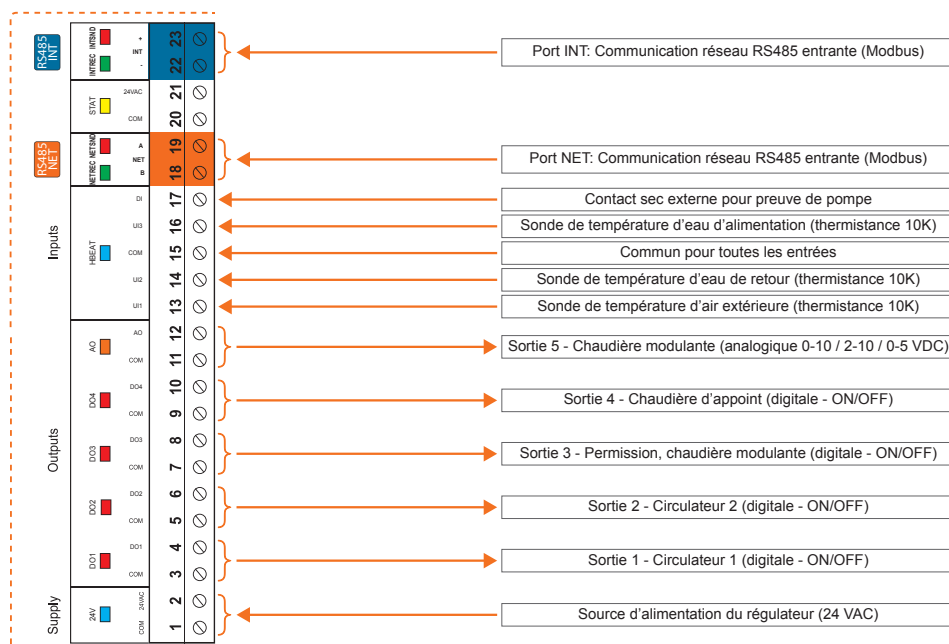 RS485 INT
INTREC INTSND
+
INT
-
23
22
Port INT: Communication réseau RS485 entrante (Modbus)
STAT
24VAC
COM
21
20
RS485 NET
NETREC NETSND
A
NET
B
19
18
Port NET: Communication réseau RS485 entrante (Modbus)
Inputs
HBEAT
DI
17
Contact sec externe pour preuve de pompe
UI3
16
Sonde de température d'eau d'alimentation (thermistance 10K)
COM
15
Commun pour toutes les entrées
UI2
14
Sonde de température d'eau de retour (thermistance 10K)
UI1
13
Sonde de température d'air extérieure (thermistance 10K)
Outputs
AO
AO
COM
12
11
Sortie 5 - Chaudière modulante (analogique 0-10 / 2-10 / 0-5 VDC)
DO4
DO4
COM
10
9
Sortie 4 - Chaudière d'appoint (digitale - ON/OFF)
DO3
DO3
COM
8
7
Sortie 3 - Permission, chaudière modulante (digitale - ON/OFF)
DO2
DO2
COM
6
5
Sortie 2 - Circulateur 2 (digitale - ON/OFF)
DO1
DO1
COM
4
3
Sortie 1 - Circulateur 1 (digitale - ON/OFF)
Supply
24V
24VAC
COM
2
1
Source d'alimentation du régulateur (24 VAC)